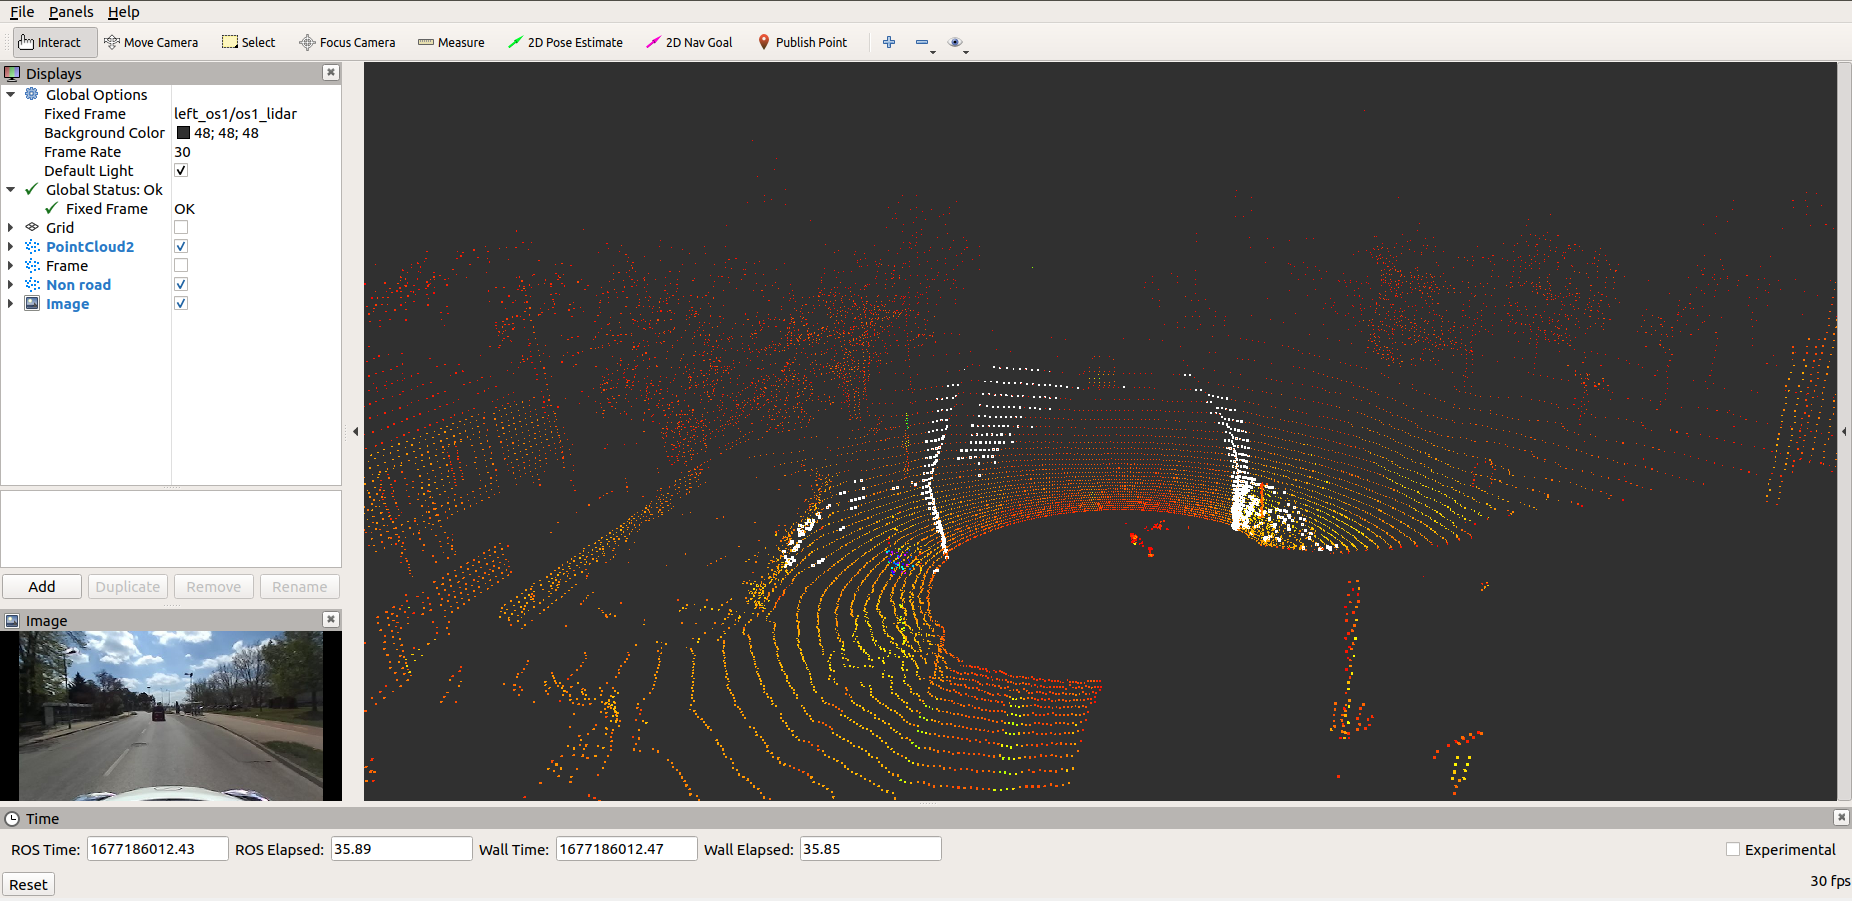 File Panels Help
Interact Move Camera Select Focus Camera Measure 2D Pose Estimate 2D Nav Goal Publish Point
Displays
Global Options
Fixed Frame left_os1/os1_lidar
Background Color 48; 48; 48
Frame Rate 30
Default Light
Global Status: Ok
Fixed Frame OK
Grid
PointCloud2
Frame
Non road
Image
Add Duplicate Remove Rename
Image
Time
ROS Time: 1677186012.43 ROS Elapsed: 35.89 Wall Time: 1677186012.47 Wall Elapsed: 35.85 Experimental
Reset 30 fps